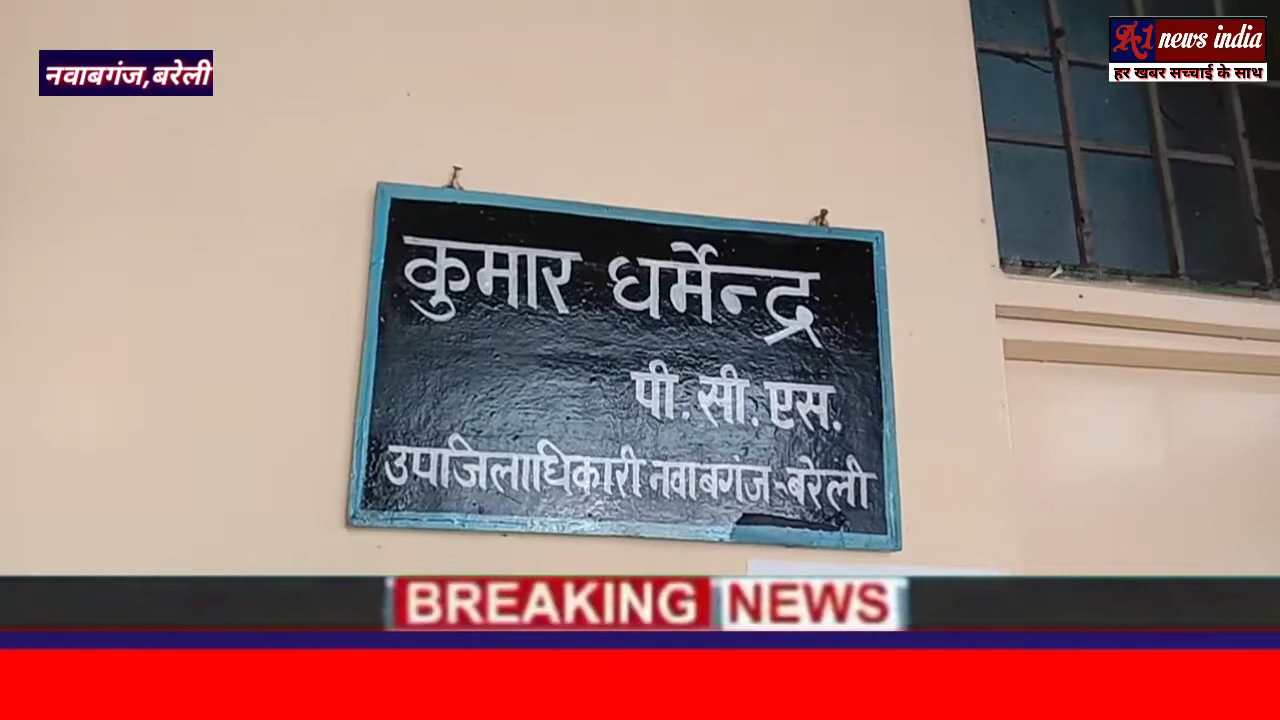 नवाबगंज,बरेली
A1 news india
हर खबर सच्चाई के साथ
कुमार धर्मेन्द्र
पी. सी. एस.
उपजिलाधिकारी नवाबगंज-बरेली
BREAKING NEWS